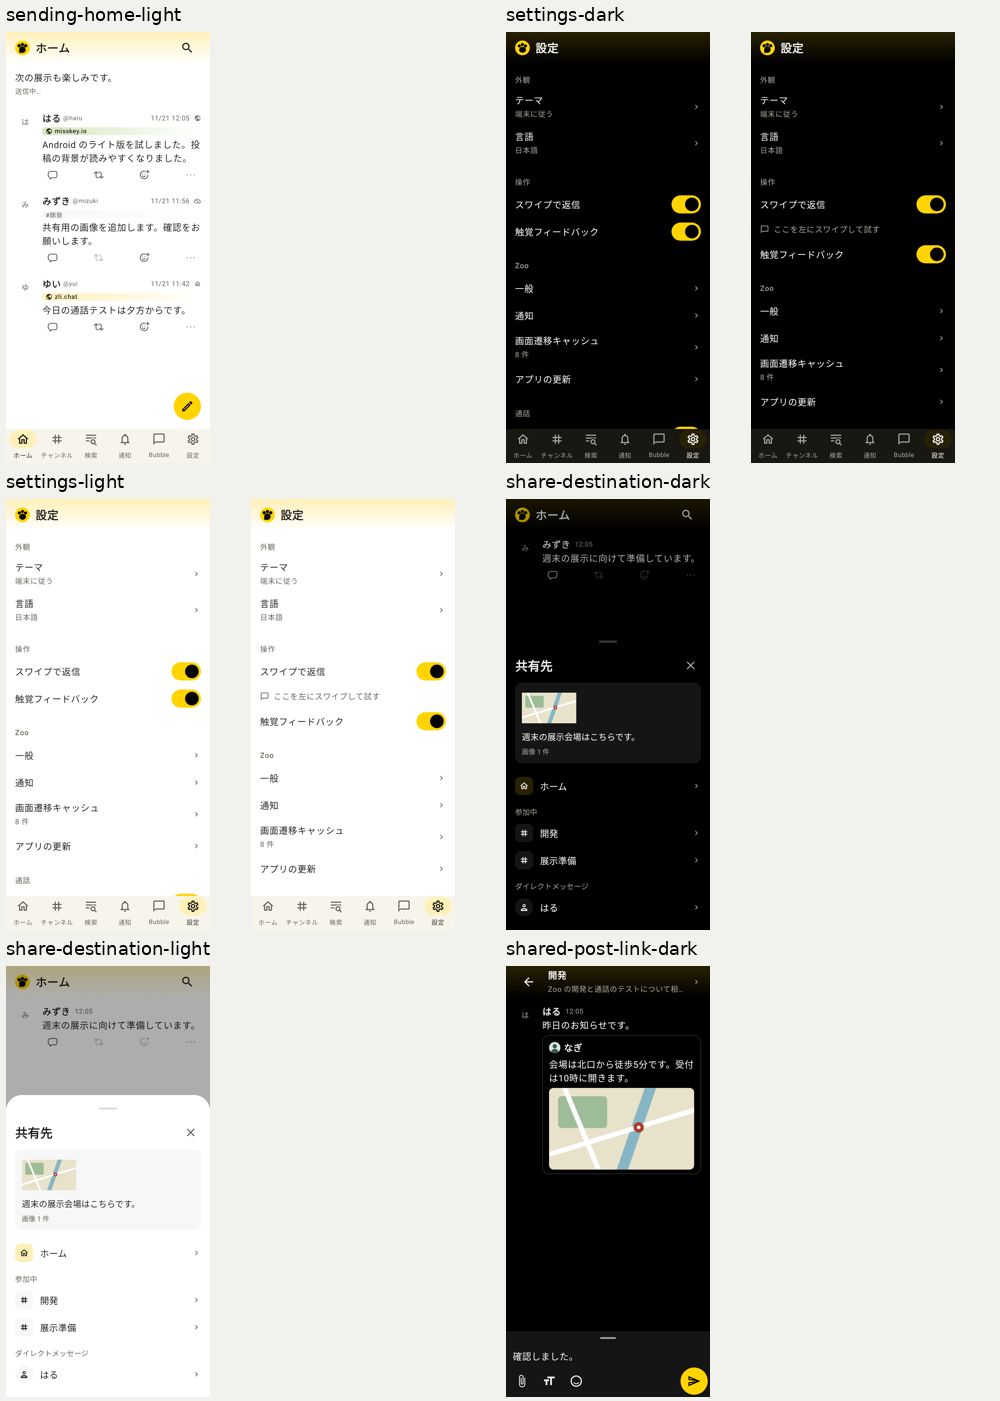 sending-home-light
ホーム
次の展示も楽しみです。
送信中…
は
はる @haru 11/21 12:05
misskey.io
Android のライト版を試しました。投
稿の背景が読みやすくなりました。
み
みずき @mizuki 11/21 11:56
#開発
共有用の画像を追加します。確認をお
願いします。
ゆ
ゆい @yui 11/21 11:42
zli.chat
今日の通話テストは夕方からです。
ホーム チャンネル 検索 通知 Bubble 設定
settings-dark
設定
外観
テーマ
端末に従う
言語
日本語
操作
スワイプで返信
触覚フィードバック
Zoo
一般
通知
画面遷移キャッシュ
8 件
アプリの更新
通話
ホーム チャンネル 検索 通知 Bubble 設定
設定
外観
テーマ
端末に従う
言語
日本語
操作
スワイプで返信
ここを左にスワイプして試す
触覚フィードバック
Zoo
一般
通知
画面遷移キャッシュ
8 件
アプリの更新
ホーム チャンネル 検索 通知 Bubble 設定
settings-light
設定
外観
テーマ
端末に従う
言語
日本語
操作
スワイプで返信
触覚フィードバック
Zoo
一般
通知
画面遷移キャッシュ
8 件
アプリの更新
通話
ホーム チャンネル 検索 通知 Bubble 設定
設定
外観
テーマ
端末に従う
言語
日本語
操作
スワイプで返信
ここを左にスワイプして試す
触覚フィードバック
Zoo
一般
通知
画面遷移キャッシュ
8 件
アプリの更新
ホーム チャンネル 検索 通知 Bubble 設定
share-destination-dark
ホーム
み
みずき 12:05
週末の展示に向けて準備しています。
共有先
週末の展示会場はこちらです。
画像 1 件
ホーム
参加中
開発
展示準備
ダイレクトメッセージ
はる
share-destination-light
ホーム
み
みずき 12:05
週末の展示に向けて準備しています。
共有先
週末の展示会場はこちらです。
画像 1 件
ホーム
参加中
開発
展示準備
ダイレクトメッセージ
はる
shared-post-link-dark
開発
Zoo の開発と通話のテストについて相…
は
はる 12:05
昨日のお知らせです。
なぎ
会場は北口から徒歩5分です。受付
は10時に開きます。
確認しました。